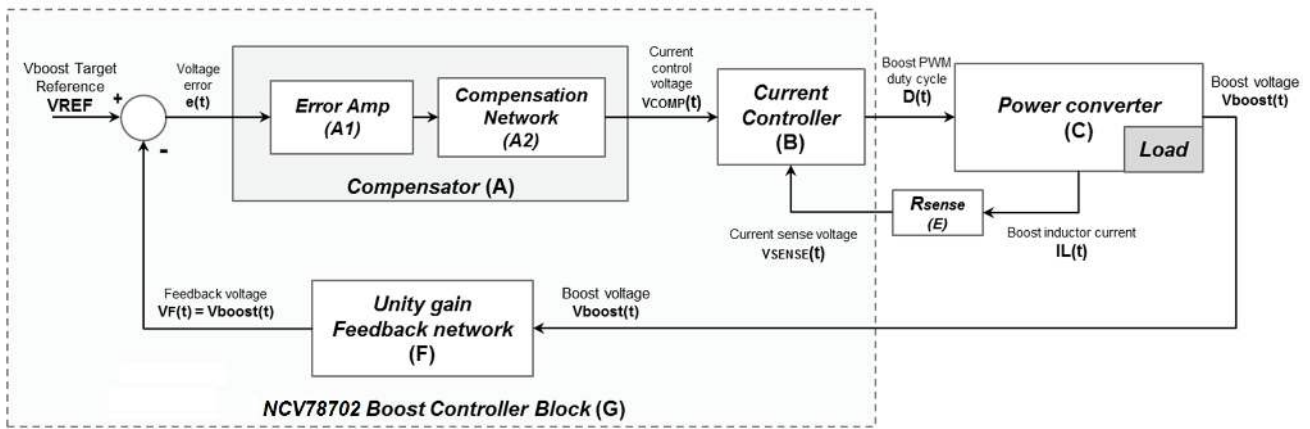 Vboost Target
Reference
VREF
+
-
Voltage
error
e(t)
Error Amp
(A1)
Compensation
Network
(A2)
Compensator (A)
Current
control
voltage
VCOMP(t)
Current
Controller
(B)
Boost PWM
duty cycle
D(t)
Power converter
(C)
Load
Boost voltage
Vboost(t)
Rsense
(E)
Current sense voltage
VSENSE(t)
Boost inductor current
IL(t)
Feedback voltage
VF(t) = Vboost(t)
Unity gain
Feedback network
(F)
Boost voltage
Vboost(t)
NCV78702 Boost Controller Block (G)